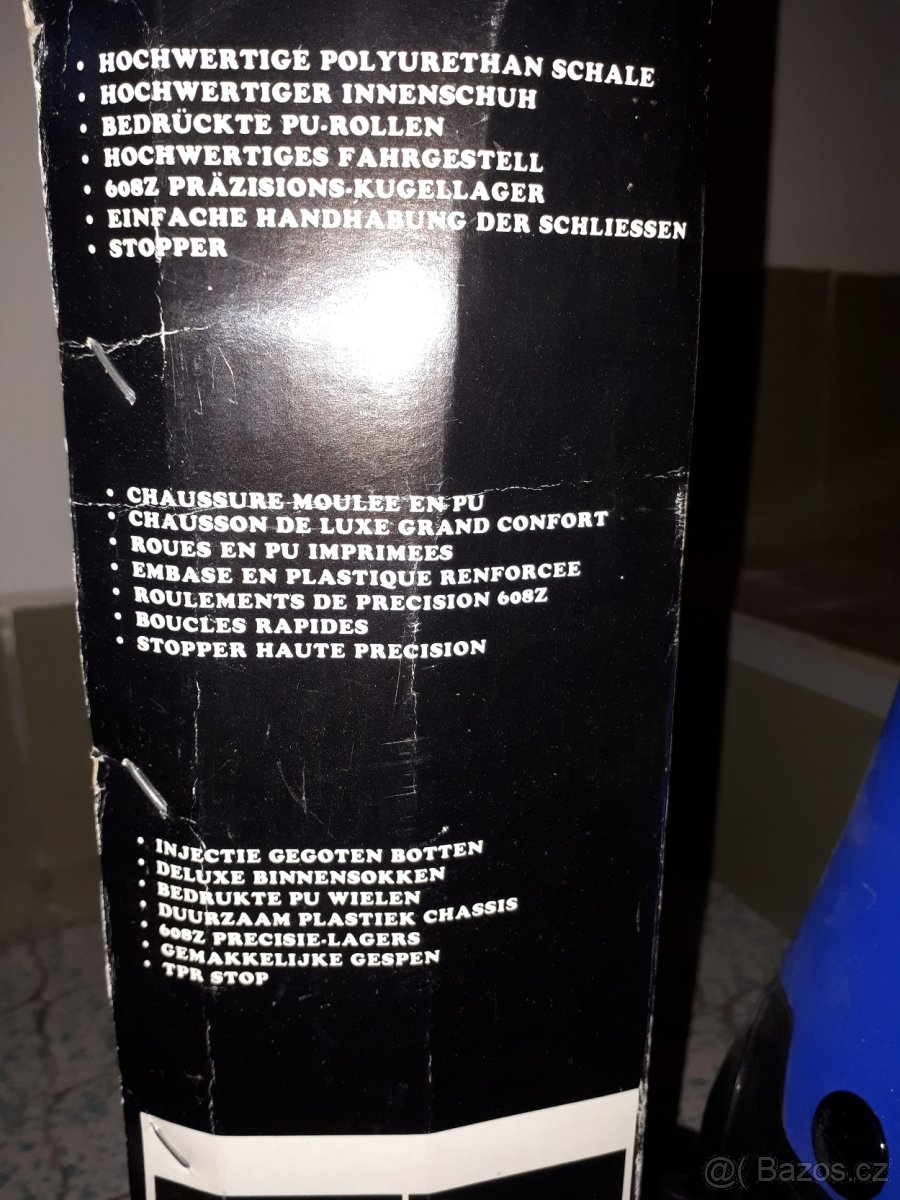 • HOCHWERTIGE POLYURETHAN SCHALE
• HOCHWERTIGER INNENSCHUH
• BEDRÜCKTE PU-ROLLEN
• HOCHWERTIGES FAHRGESTELL
• 608Z PRÄZISIONS-KUGELLAGER
• EINFACHE HANDHABUNG DER SCHLIESSEN
• STOPPER
• CHAUSSURE MOULEE EN PU
• CHAUSSON DE LUXE GRAND CONFORT
• ROUES EN PU IMPRIMEES
• EMBASE EN PLASTIQUE RENFORCEE
• ROULEMENTS DE PRECISION 608Z
• BOUCLES RAPIDES
• STOPPER HAUTE PRECISION
• INJECTIE GEGOTEN BOTTEN
• DELUXE BINNENSOKKEN
• BEDRUKTE PU WIELEN
• DUURZAAM PLASTIEK CHASSIS
• 608Z PRECISIE-LAGERS
• GEMAKKELIJKE GESPEN
• TPR STOP
@( Bazos.cz